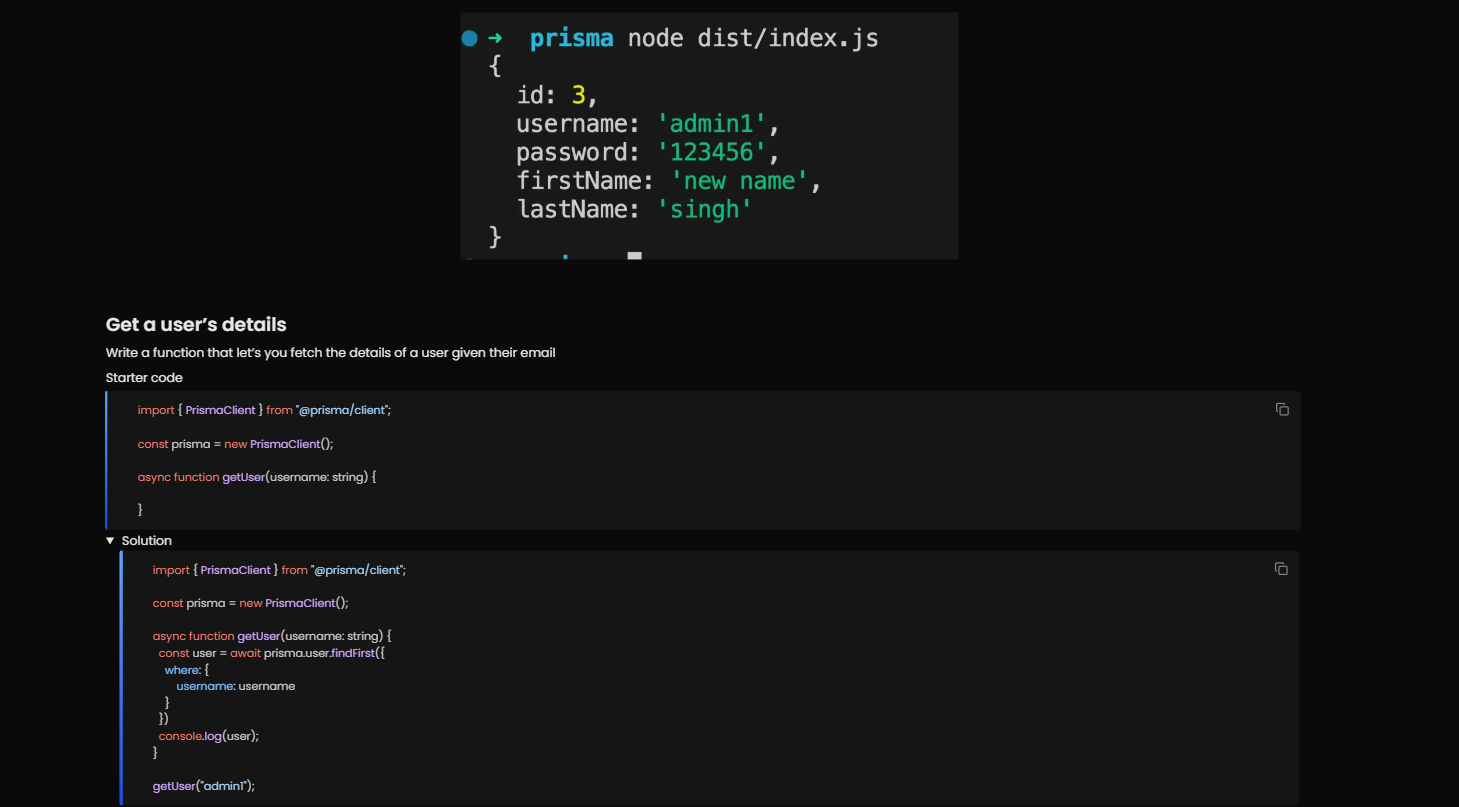 prisma node dist/index.js
{
id: 3,
username: 'admin1',
password: '123456',
firstName: 'new name',
lastName: 'singh'
}
Get a user’s details
Write a function that let’s you fetch the details of a user given their email
Starter code
import { PrismaClient } from "@prisma/client";
const prisma = new PrismaClient();
async function getUser(username: string) {
}
Solution
import { PrismaClient } from "@prisma/client";
const prisma = new PrismaClient();
async function getUser(username: string) {
const user = await prisma.user.findFirst({
where: {
username: username
}
})
console.log(user);
}
getUser("admin1");